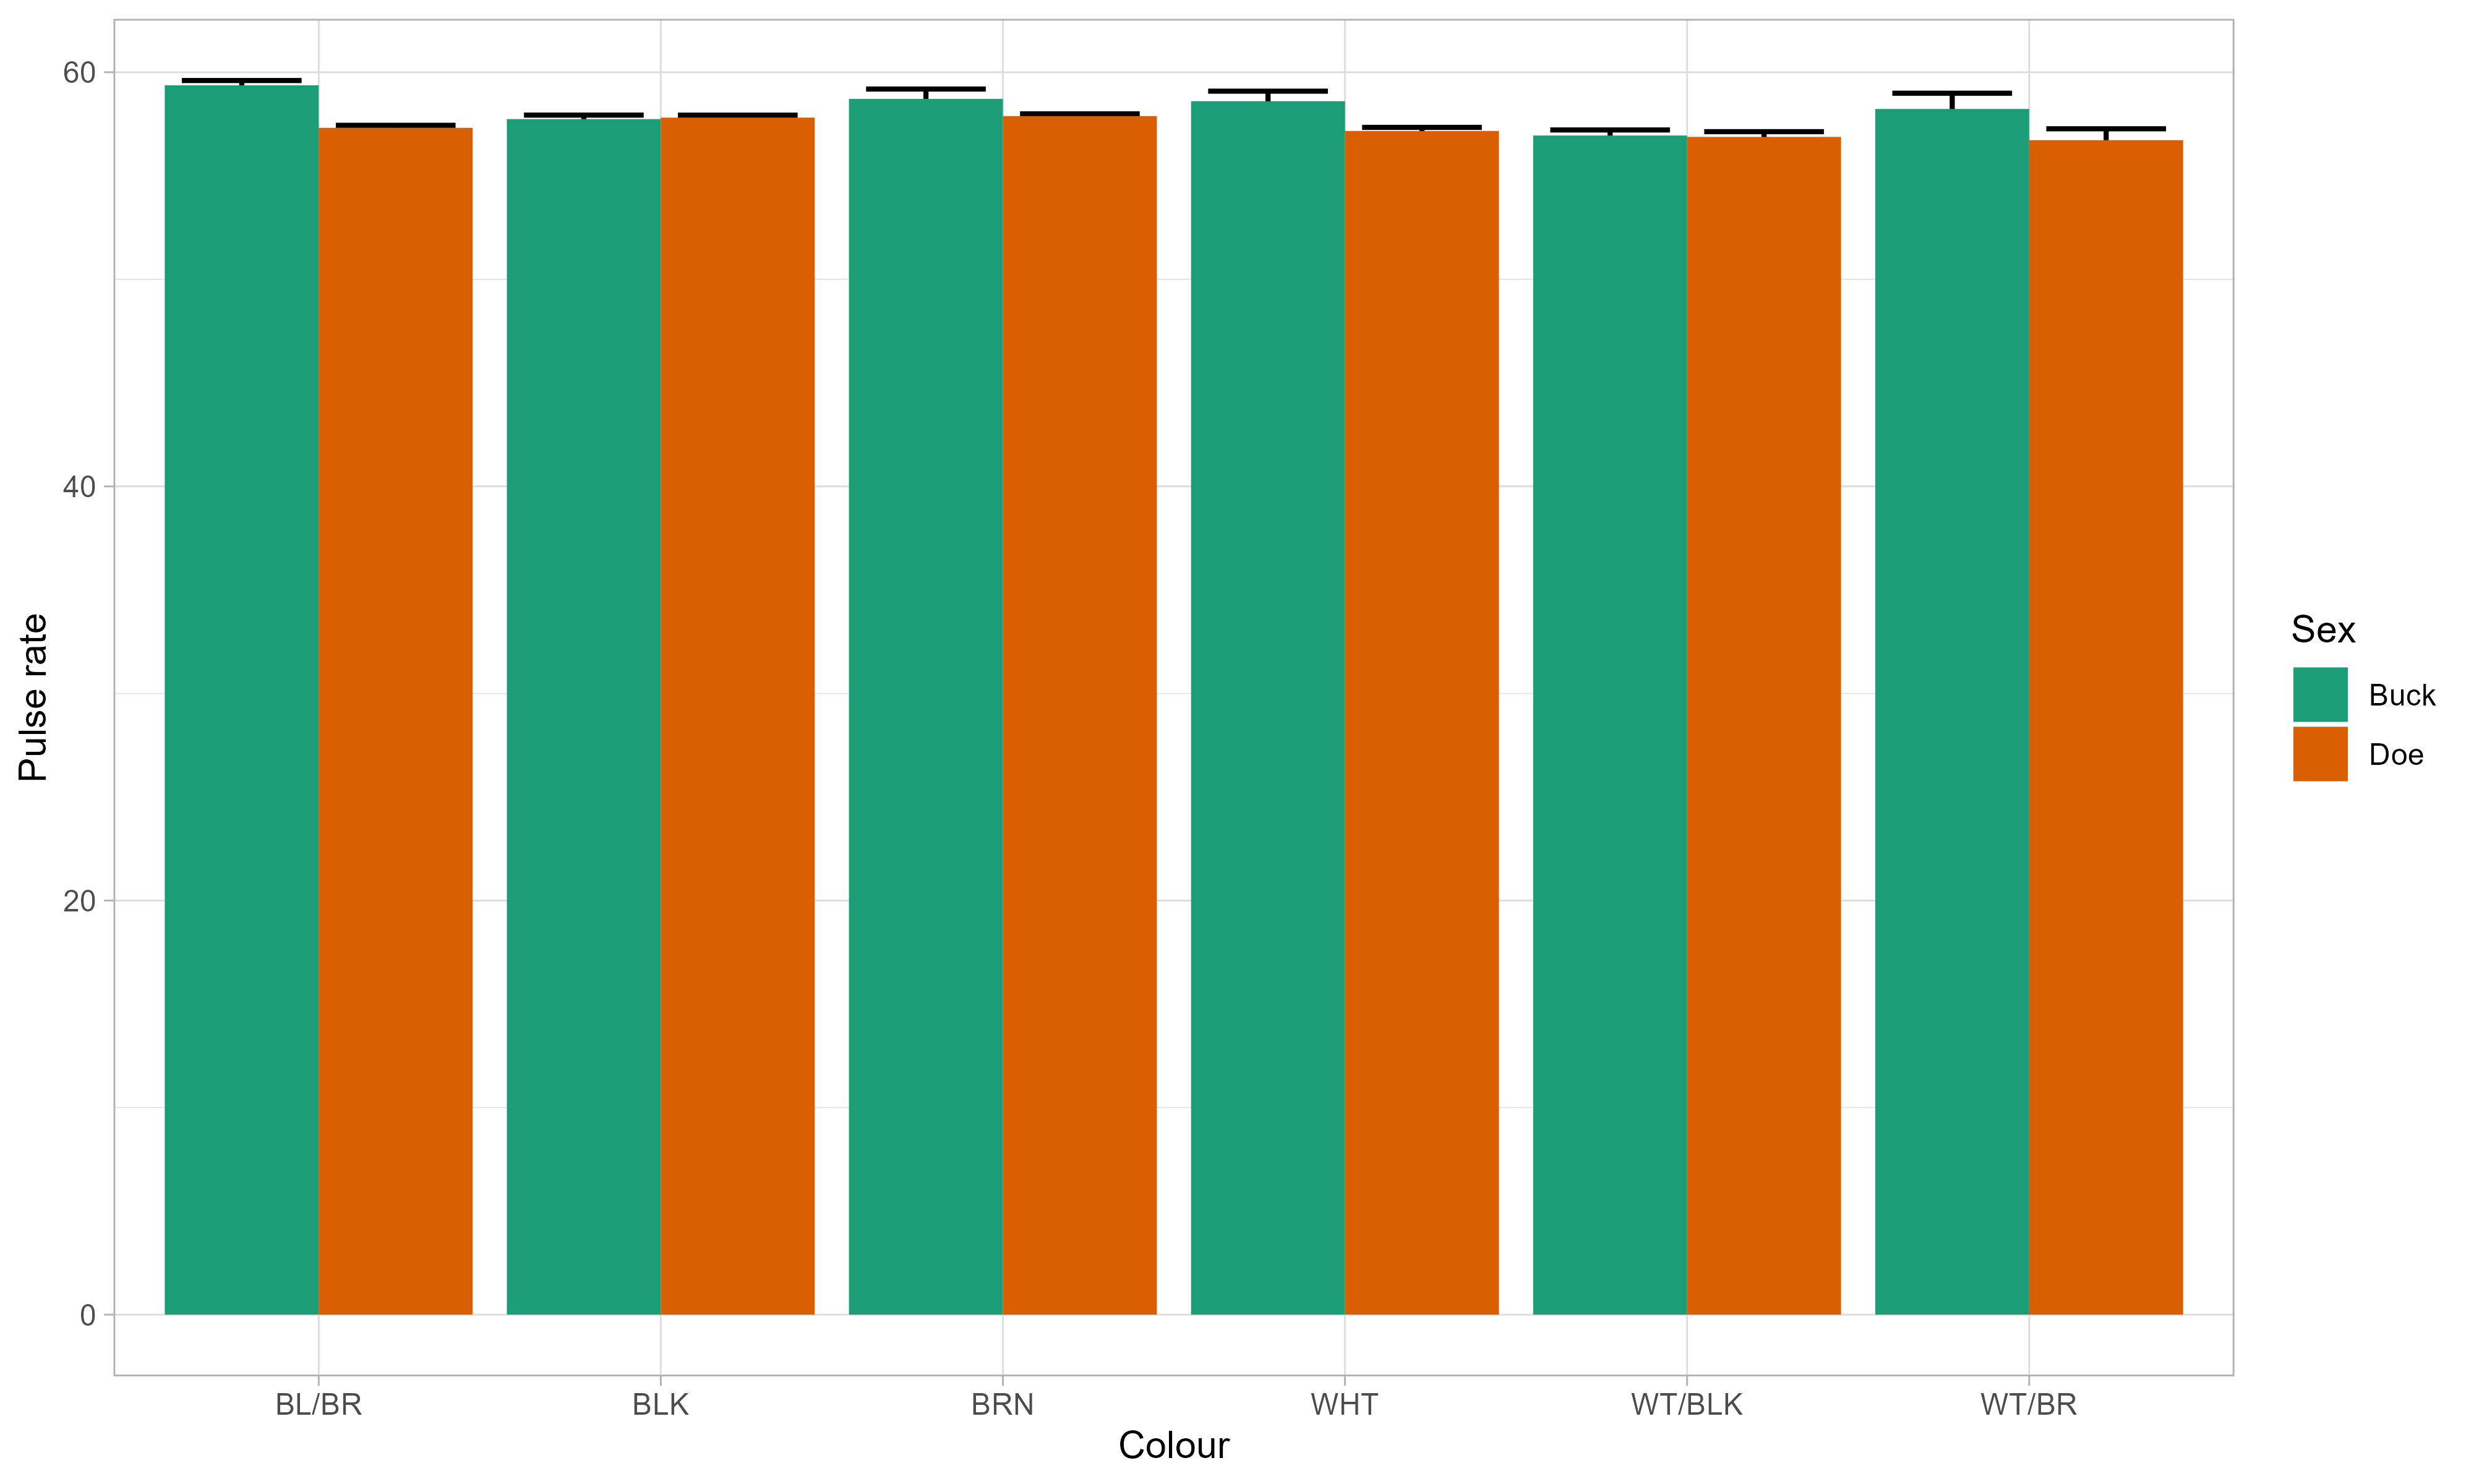 60
40
20
0
Pulse rate
BL/BR
BLK
BRN
WHT
WT/BLK
WT/BR
Colour
Sex
Buck
Doe